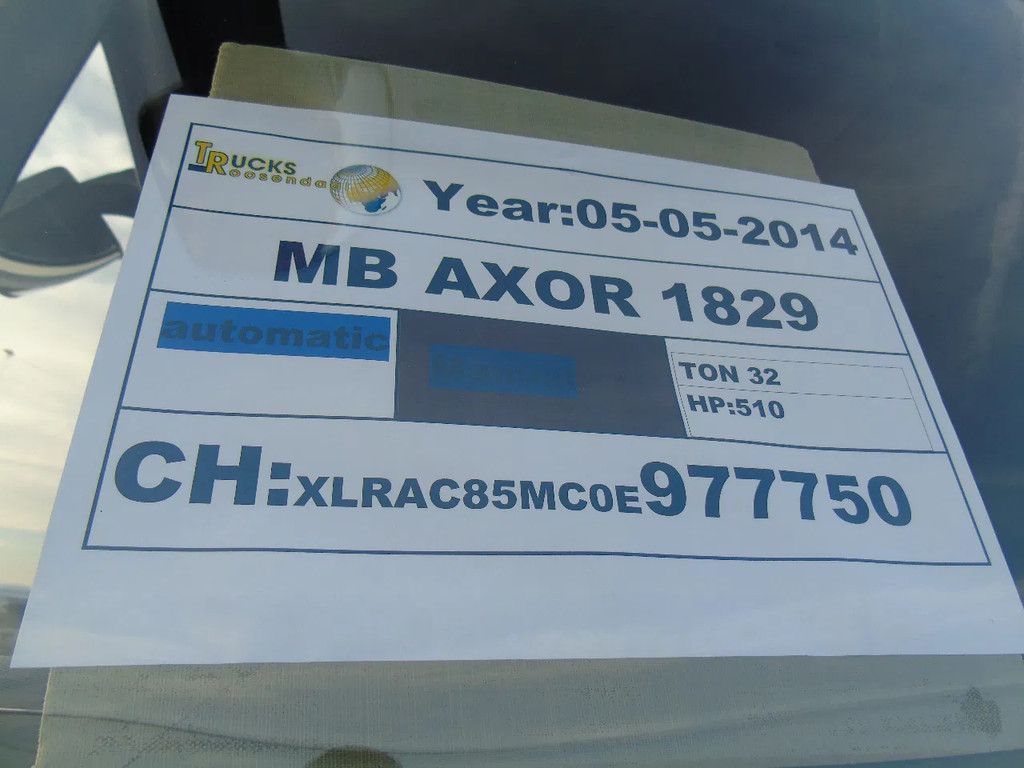 TRUCKS
Roosenda
Year:05-05-2014
MB AXOR 1829
automatic
TON 32
HP:510
CH:XLRAC85MC0E977750